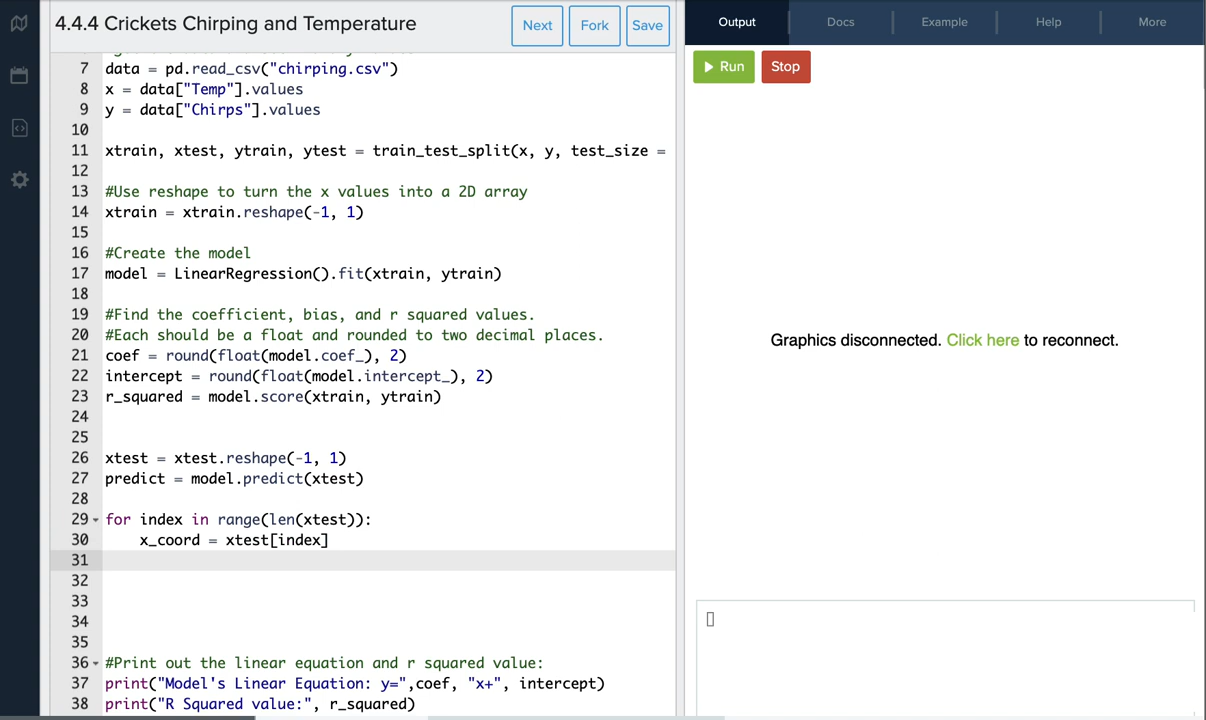 4.4.4 Crickets Chirping and Temperature
Next
Fork
Save
Output
Docs
Example
Help
More
Run
Stop
7 data = pd.read_csv("chirping.csv")
8 x = data["Temp"].values
9 y = data["Chirps"].values
10
11 xtrain, xtest, ytrain, ytest = train_test_split(x, y, test_size =
12
13 #Use reshape to turn the x values into a 2D array
14 xtrain = xtrain.reshape(-1, 1)
15
16 #Create the model
17 model = LinearRegression().fit(xtrain, ytrain)
18
19 #Find the coefficient, bias, and r squared values.
20 #Each should be a float and rounded to two decimal places.
21 coef = round(float(model.coef_), 2)
22 intercept = round(float(model.intercept_), 2)
23 r_squared = model.score(xtrain, ytrain)
24
25
26 xtest = xtest.reshape(-1, 1)
27 predict = model.predict(xtest)
28
29 for index in range(len(xtest)):
30     x_coord = xtest[index]
31
32
33
34
35
36 #Print out the linear equation and r squared value:
37 print("Model's Linear Equation: y=",coef, "x+", intercept)
38 print("R Squared value:", r_squared)
Graphics disconnected. Click here to reconnect.